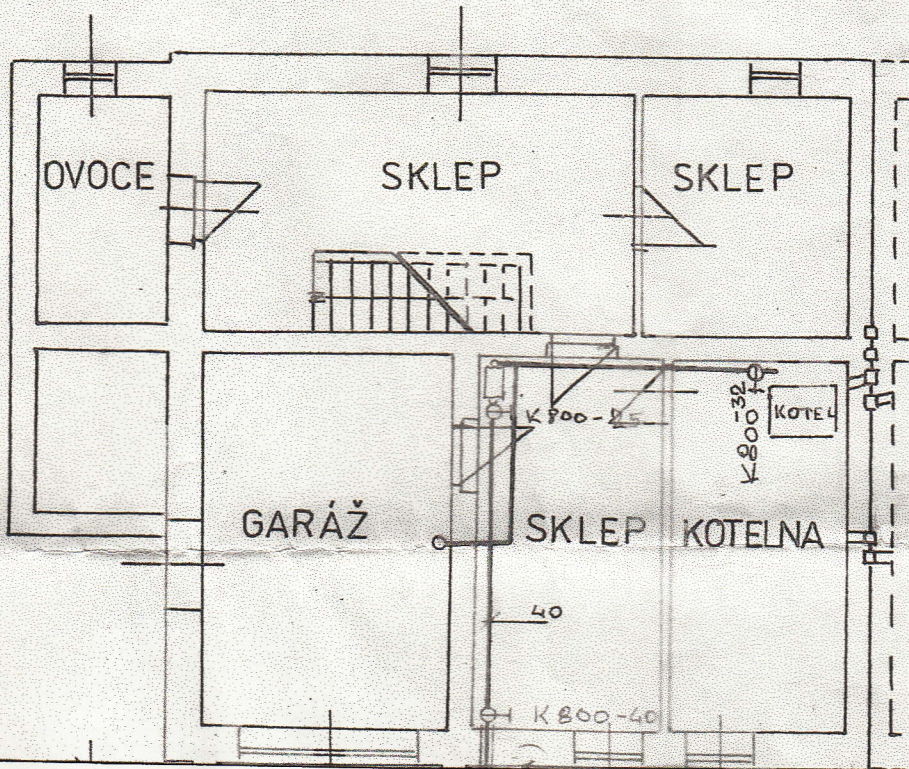 OVOCE
SKLEP
SKLEP
K800-25
K800-32
KOTEL
GARÁŽ
SKLEP
KOTELNA
40
K800-40